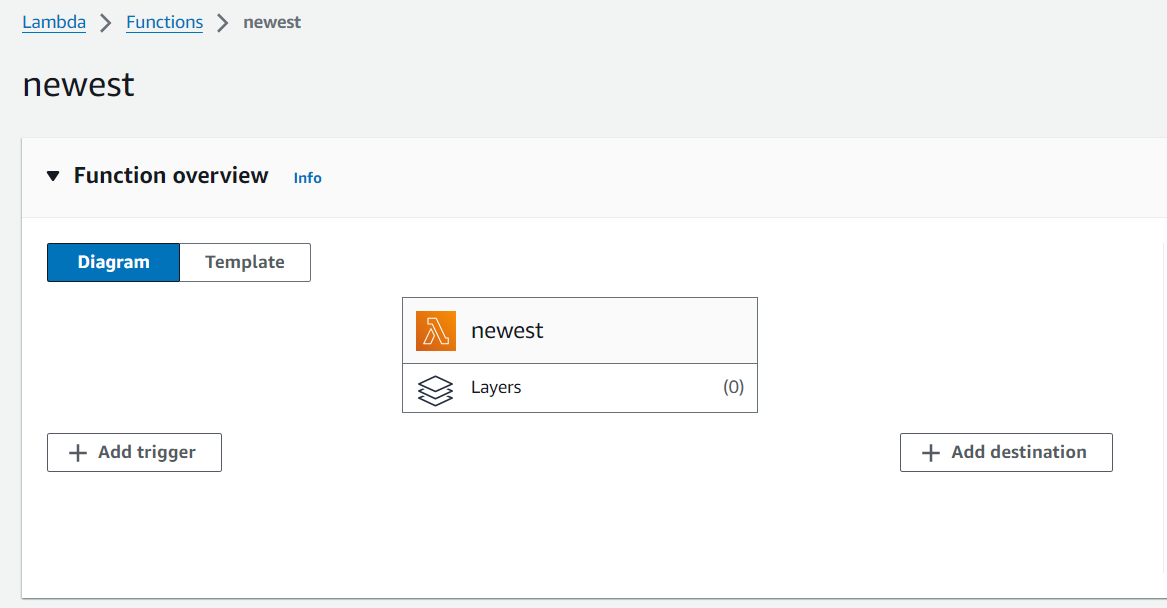 Lambda > Functions > newest
newest
Function overview Info
Diagram Template
newest
Layers (0)
+ Add trigger + Add destination